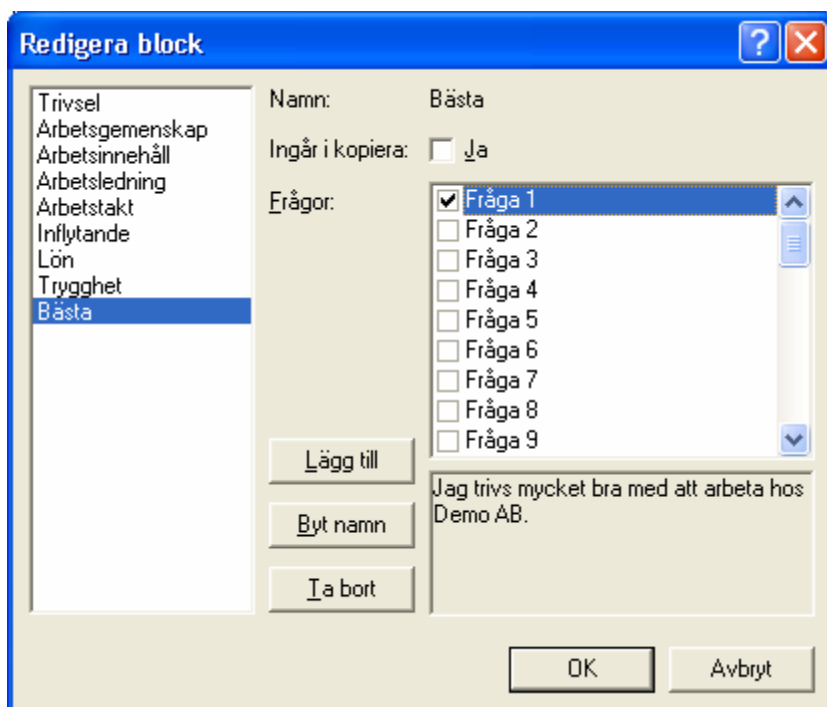 Redigera block
Trivsel
Arbetsgemenskap
Arbetsinnehåll
Arbetsledning
Arbetstakt
Inflytande
Lön
Trygghet
Bästa
Namn:
Bästa
Ingår i kopiera:
Ja
Frågor:
Fråga 1
Fråga 2
Fråga 3
Fråga 4
Fråga 5
Fråga 6
Fråga 7
Fråga 8
Fråga 9
Lägg till
Byt namn
Ta bort
Jag trivs mycket bra med att arbeta hos
Demo AB.
OK
Avbryt